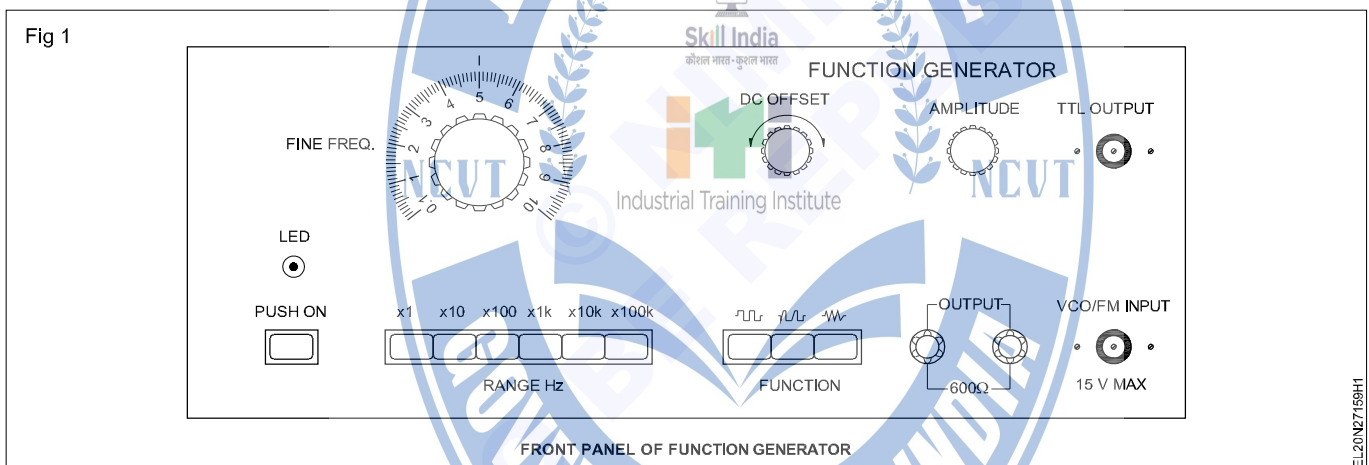 Fig 1
Skill India
कौशल भारत-कुशल भारत
FUNCTION GENERATOR
DC OFFSET
AMPLITUDE
TTL OUTPUT
FINE FREQ.
0.1 1 2 3 4 5 6 7 8 9 10
NCVT
NCVT
Industrial Training Institute
LED
PUSH ON
x1 x10 x100 x1k x10k x100k
RANGE Hz
FUNCTION
OUTPUT
600Ω
VCO/FM INPUT
15 V MAX
FRONT PANEL OF FUNCTION GENERATOR
EL20N27159H1
INDIA